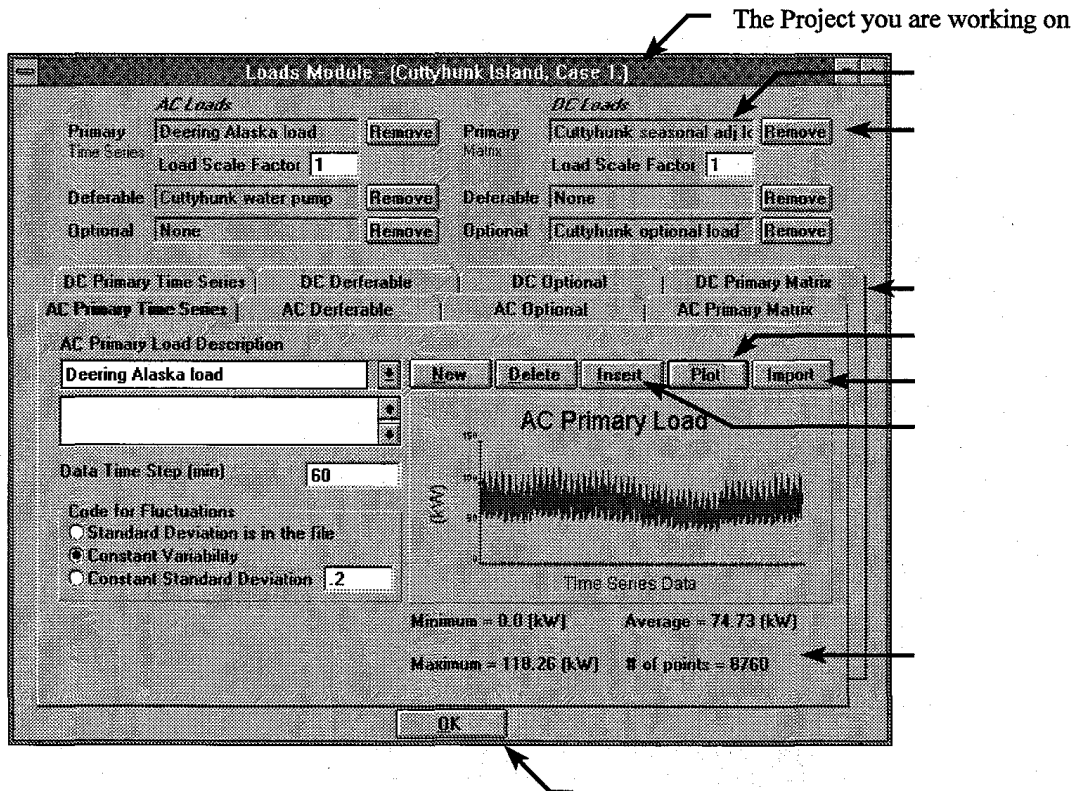 The Project you are working on
Loads Module - (Cuttyhunk Island, Case 1.)
AC Loads
DC Loads
Primary Deering Alaska load Remove Primary Cuttyhunk seasonal adj lo Remove
Time Series Matrix
Load Scale Factor 1 Load Scale Factor 1
Deferable Cuttyhunk water pump Remove Deferable None Remove
Optional None Remove Optional Cuttyhunk optional load Remove
DC Primary Time Series DC Derferable DC Optional DC Primary Matrix
AC Primary Time Series AC Derferable AC Optional AC Primary Matrix
AC Primary Load Description
Deering Alaska load New Delete Insert Plot Import
AC Primary Load
150
100
50
0
(kW)
Time Series Data
Data Time Step (min) 60
Code for Fluctuations
Standard Deviation is in the file
Constant Variability
Constant Standard Deviation .2
Minimum = 0.0 (kW) Average = 74.73 (kW)
Maximum = 118.26 (kW) # of points = 8760
OK